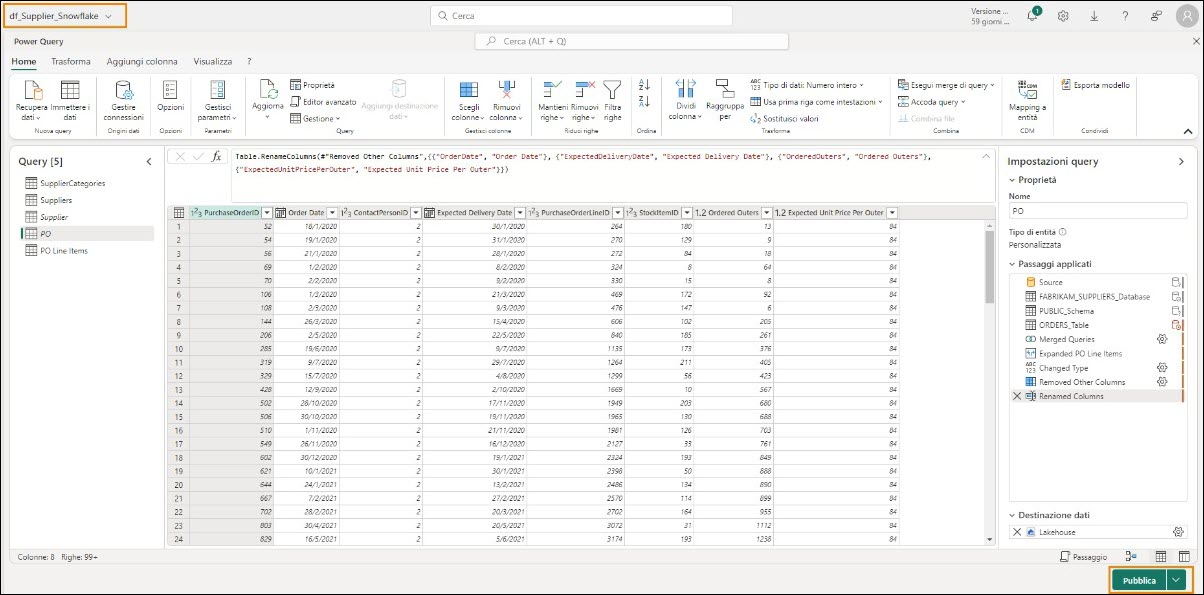 df_Supplier_Snowflake
Cerca
Versione ...
59 giorni ...
1
?
Power Query
Cerca (ALT + Q)
Home Trasforma Aggiungi colonna Visualizza ?
Recupera dati
Immettere i dati
Nuova query
Gestire connessioni
Origini dati
Opzioni
Opzioni
Gestisci parametri
Parametri
Aggiorna
Proprietà
Editor avanzato
Gestione
Query
Aggiungi destinazione dati
Scegli colonne
Rimuovi colonna
Gestisci colonne
Mantieni righe
Rimuovi righe
Filtra righe
Riduci righe
Ordina
Dividi colonna
Raggruppa per
Tipo di dati: Numero intero
Usa prima riga come intestazioni
Sostituisci valori
Trasforma
Esegui merge di query
Accoda query
Combina file
Combina
Mapping a entità
CDM
Esporta modello
Condividi
Query [5]
SupplierCategories
Suppliers
Supplier
PO
PO Line Items
fx
Table.RenameColumns(#"Removed Other Columns",{{"OrderDate", "Order Date"}, {"ExpectedDeliveryDate", "Expected Delivery Date"}, {"OrderedOuters", "Ordered Outers"},
{"ExpectedUnitPricePerOuter", "Expected Unit Price Per Outer"}})
PurchaseOrderID Order Date ContactPersonID Expected Delivery Date PurchaseOrderLineID StockItemID 1.2 Ordered Outers 1.2 Expected Unit Price Per Outer
1 52 18/1/2020 2 30/1/2020 264 180 13 84
2 54 19/1/2020 2 31/1/2020 270 129 9 84
3 56 21/1/2020 2 28/1/2020 272 84 18 84
4 69 1/2/2020 2 8/2/2020 324 8 64 84
5 70 2/2/2020 2 9/2/2020 330 15 8 84
6 106 1/3/2020 2 21/3/2020 469 172 92 84
7 108 2/3/2020 2 9/3/2020 476 147 6 84
8 144 26/3/2020 2 15/4/2020 606 102 205 84
9 206 2/5/2020 2 22/5/2020 840 185 261 84
10 285 19/6/2020 2 9/7/2020 1135 173 376 84
11 319 9/7/2020 2 29/7/2020 1264 211 405 84
12 329 15/7/2020 2 4/8/2020 1299 56 423 84
13 428 12/9/2020 2 2/10/2020 1669 10 567 84
14 502 28/10/2020 2 17/11/2020 1949 203 680 84
15 506 30/10/2020 2 19/11/2020 1965 130 688 84
16 510 1/11/2020 2 21/11/2020 1981 126 703 84
17 549 26/11/2020 2 16/12/2020 2127 33 761 84
18 602 30/12/2020 2 19/1/2021 2324 193 849 84
19 621 10/1/2021 2 30/1/2021 2398 50 888 84
20 644 24/1/2021 2 13/2/2021 2486 134 890 84
21 667 7/2/2021 2 27/2/2021 2570 114 899 84
22 702 28/2/2021 2 20/3/2021 2702 164 955 84
23 803 30/4/2021 2 20/5/2021 3072 31 1112 84
24 829 16/5/2021 2 5/6/2021 3174 193 1238 84
Impostazioni query
Proprietà
Nome
PO
Tipo di entità
Personalizzata
Passaggi applicati
Source
FABRIKAM_SUPPLIERS_Database
PUBLIC_Schema
ORDERS_Table
Merged Queries
Expanded PO Line Items
Changed Type
Removed Other Columns
Renamed Columns
Destinazione dati
Lakehouse
Colonne: 8 Righe: 99+
Passaggio
Pubblica